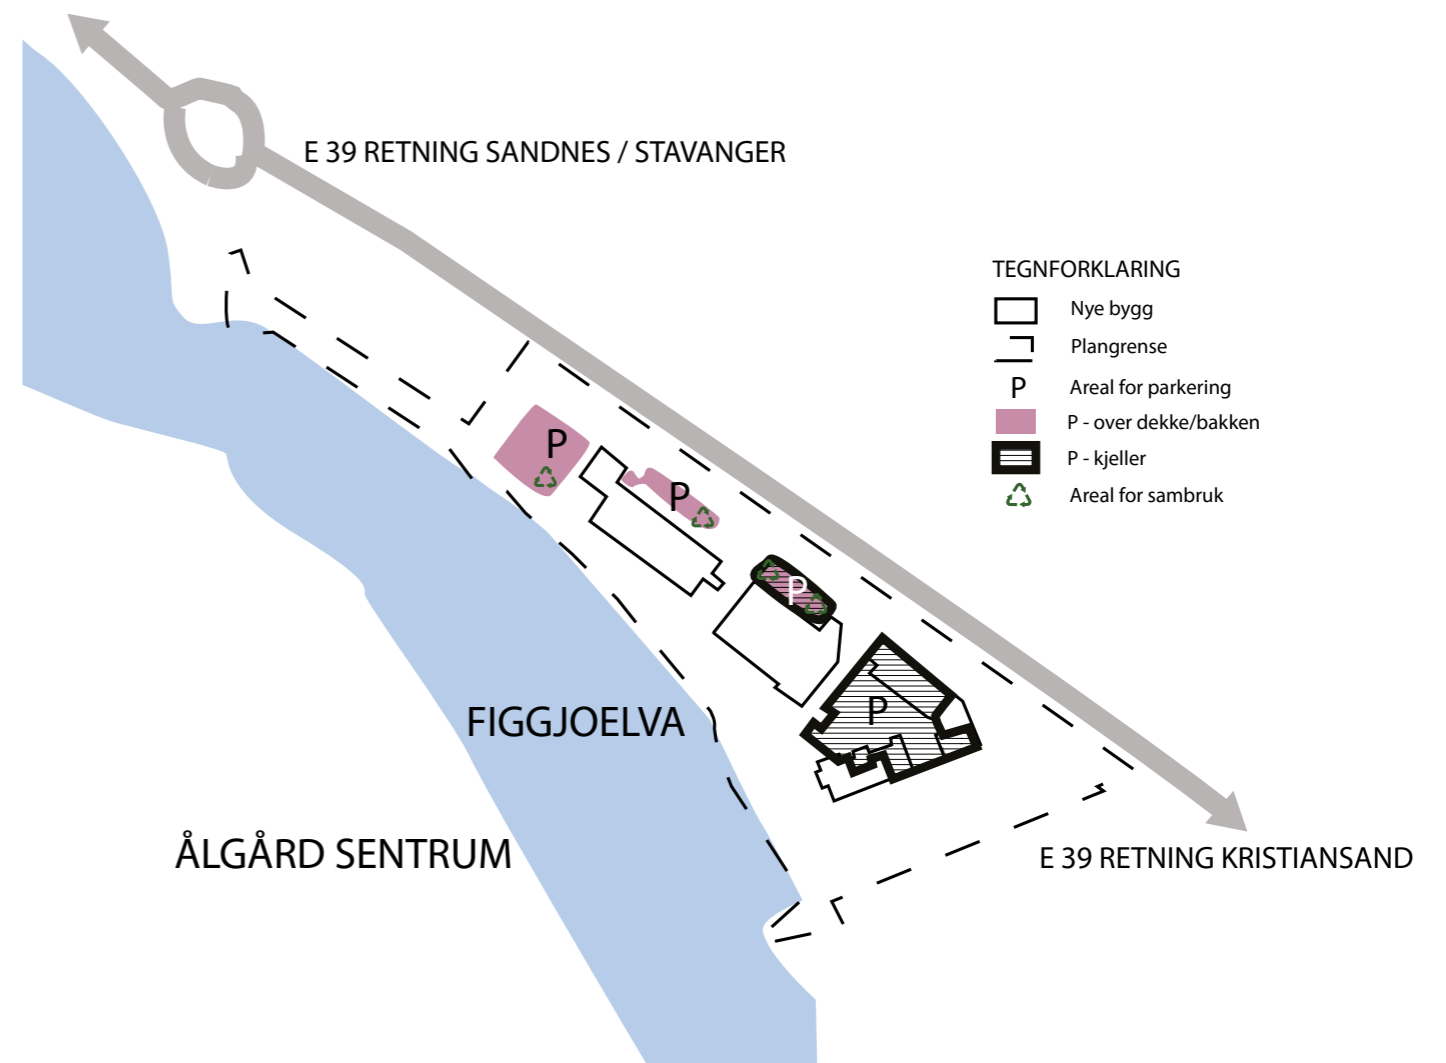 E 39 RETNING SANDNES / STAVANGER
TEGNFORKLARING
Nye bygg
Plangrense
P Areal for parkering
P - over dekke/bakken
P - kjeller
Areal for sambruk
P
P
P
P
FIGGJOELVA
ÅLGÅRD SENTRUM
E 39 RETNING KRISTIANSAND